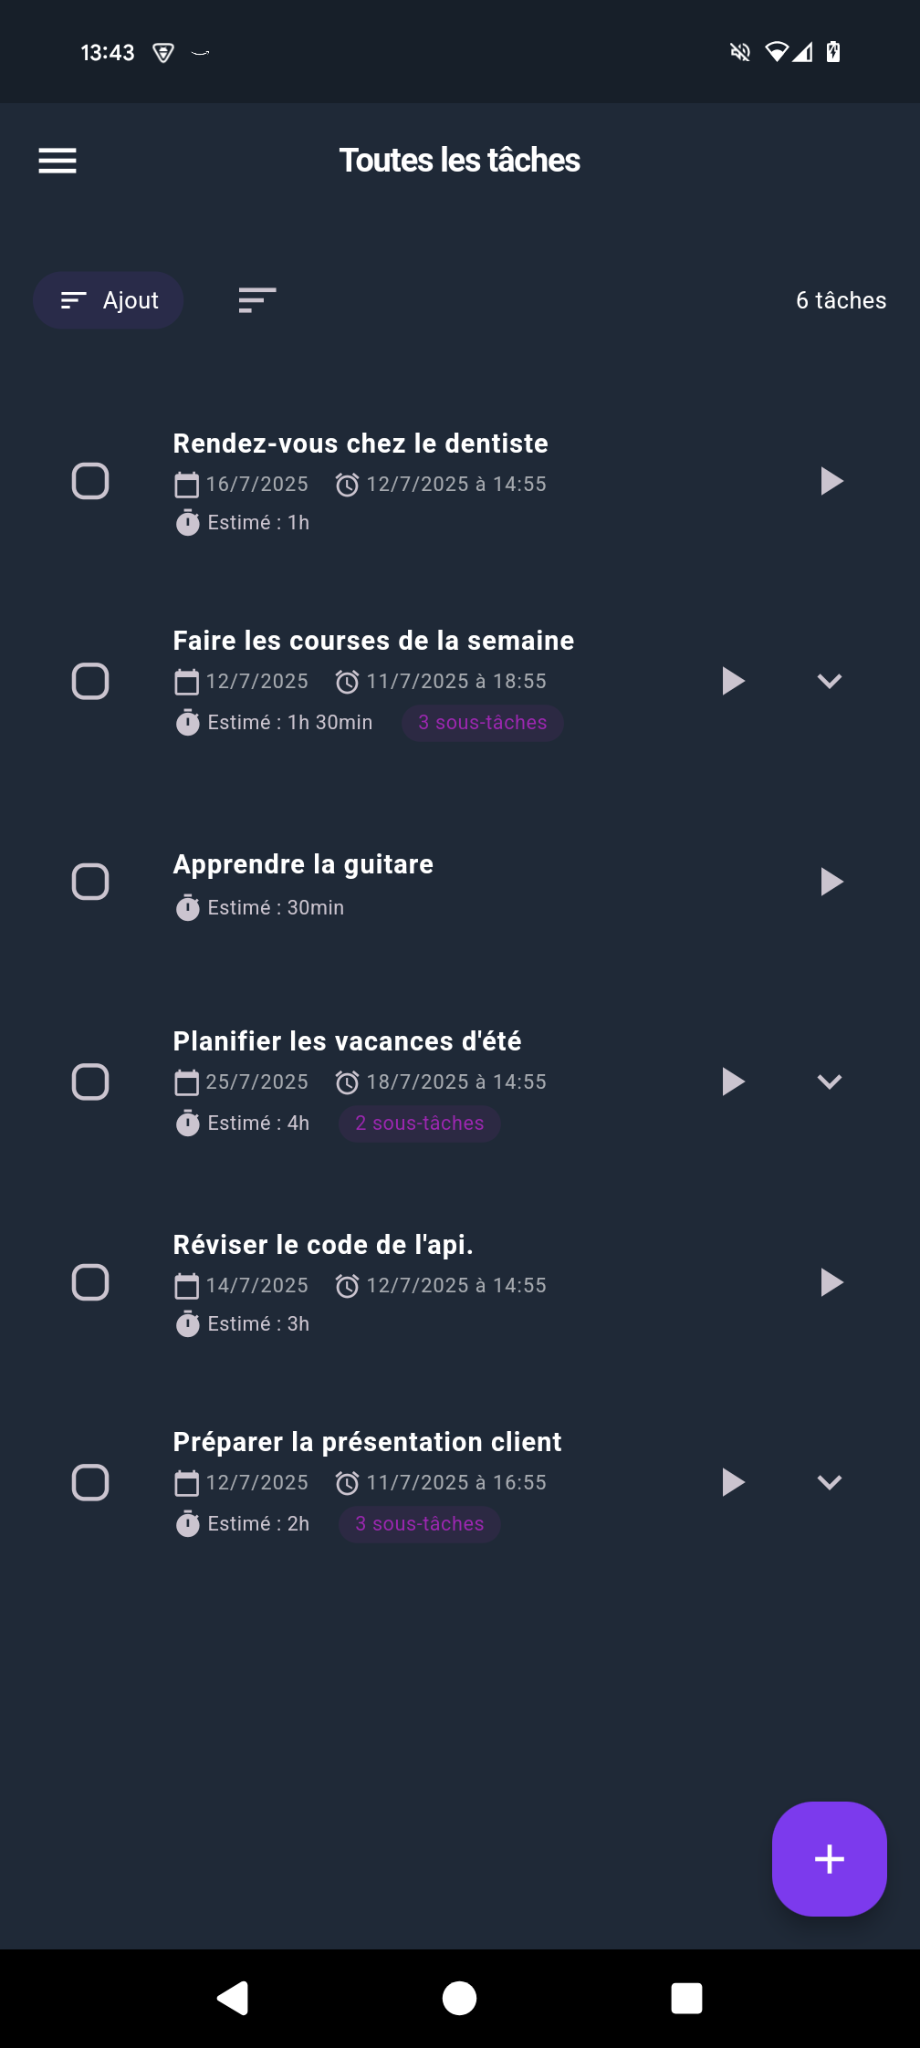 13:43
Toutes les tâches
Ajout
6 tâches
Rendez-vous chez le dentiste
16/7/2025 12/7/2025 à 14:55
Estimé : 1h
Faire les courses de la semaine
12/7/2025 11/7/2025 à 18:55
Estimé : 1h 30min 3 sous-tâches
Apprendre la guitare
Estimé : 30min
Planifier les vacances d'été
25/7/2025 18/7/2025 à 14:55
Estimé : 4h 2 sous-tâches
Réviser le code de l'api.
14/7/2025 12/7/2025 à 14:55
Estimé : 3h
Préparer la présentation client
12/7/2025 11/7/2025 à 16:55
Estimé : 2h 3 sous-tâches